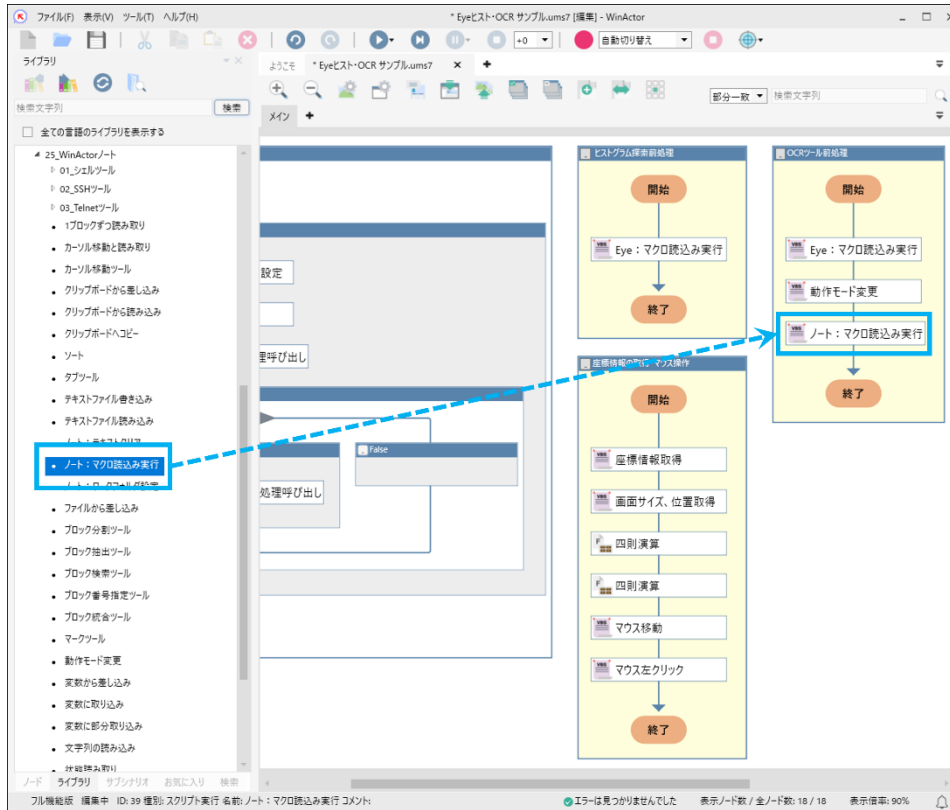 ファイル(F) 表示(V) ツール(T) ヘルプ(H)
* Eyeヒスト・OCR サンプル.ums7 [編集] - WinActor
+0
自動切り替え
ライブラリ
ようこそ
* Eyeヒスト・OCR サンプル.ums7
検索文字列
検索
全ての言語のライブラリを表示する
部分一致
検索文字列
メイン
25_WinActorノート
01_シェルツール
02_SSHツール
03_Telnetツール
1ブロックずつ読み取り
カーソル移動と読み取り
カーソル移動ツール
クリップボードから差し込み
クリップボードから読み込み
クリップボードへコピー
ソート
タブツール
テキストファイル書き込み
テキストファイル読み込み
ノート：テキストクリア
ノート：マクロ読込み実行
ファイルから差し込み
ブロック分割ツール
ブロック抽出ツール
ブロック検索ツール
ブロック番号指定ツール
ブロック統合ツール
マークツール
動作モード変更
変数から差し込み
変数に取り込み
変数に部分取り込み
文字列の読み込み
状態読み取り
設定
理呼び出し
False
処理呼び出し
ヒストグラム探索前処理
開始
Eye：マクロ読込み実行
終了
座標情報の取得・マウス操作
開始
座標情報取得
画面サイズ、位置取得
四則演算
四則演算
マウス移動
マウス左クリック
終了
OCRツール前処理
開始
Eye：マクロ読込み実行
動作モード変更
ノート：マクロ読込み実行
終了
ノード ライブラリ サブシナリオ お気に入り 検索
フル機能版 編集中 ID: 39 種別: スクリプト実行 名前: ノート：マクロ読込み実行 コメント:
エラーは見つかりませんでした
表示ノード数 / 全ノード数: 18 / 18
表示倍率: 90%